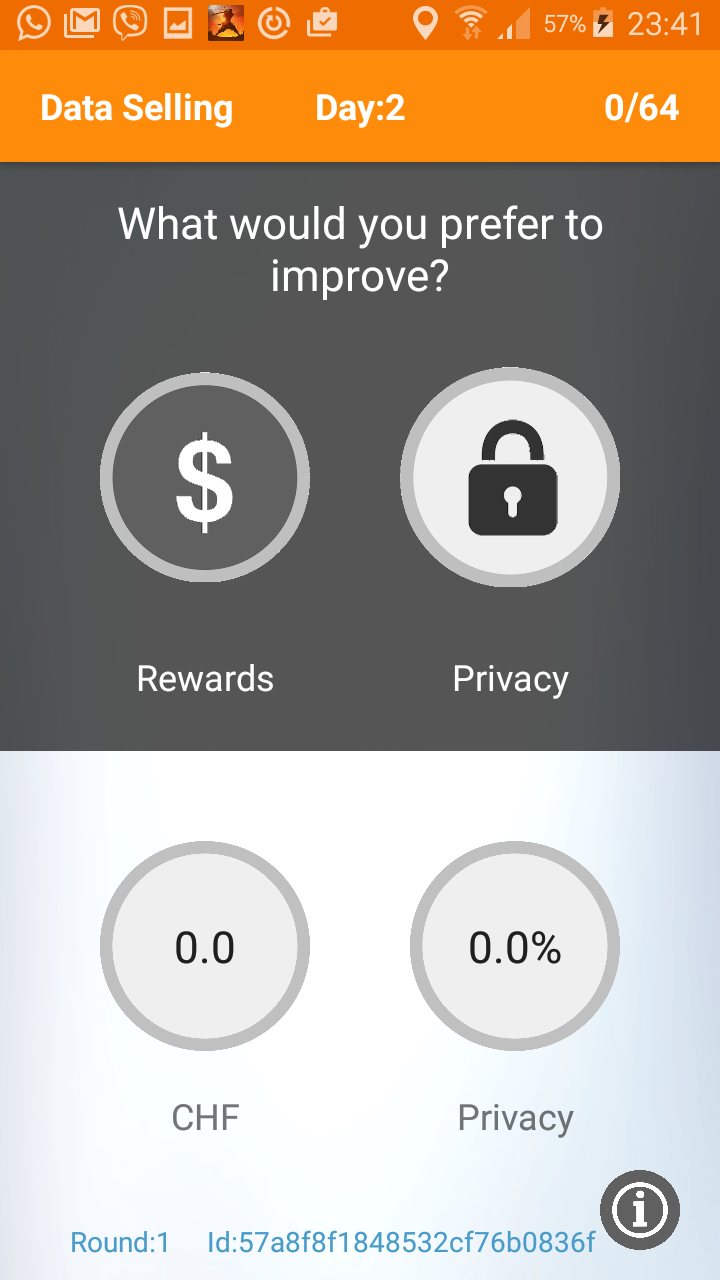 57% 23:41
Data Selling Day:2 0/64
What would you prefer to
improve?
$
Rewards Privacy
0.0 0.0%
CHF Privacy
i
Round:1 Id:57a8f8f1848532cf76b0836f